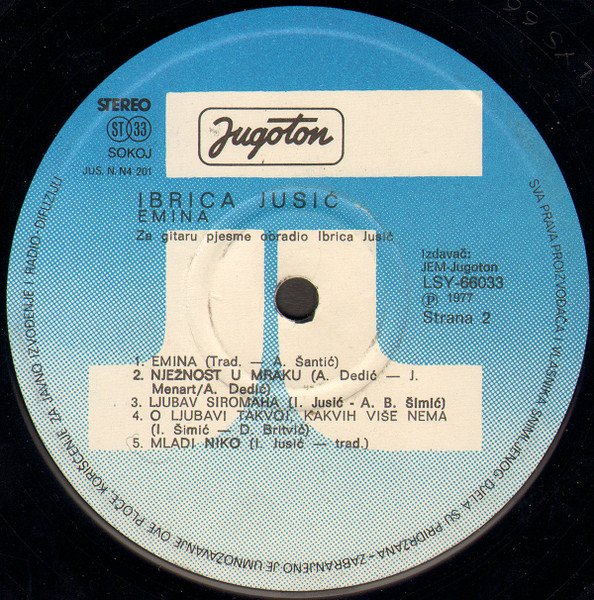 STEREO
ST 33
SOKOJ
JUS. N. N4 201
Jugoton
IBRICA JUSIĆ
EMINA
Za gitaru pjesme obradio Ibrica Jusić
Izdavač:
JEM-Jugoton
LSY-66033
Ⓟ 1977
Strana 2
1. EMINA (Trad. — A. Šantić)
2. NJEŽNOST U MRAKU (A. Dedić — J.
Menart/A. Dedić)
3. LJUBAV SIROMAHA (I. Jusić - A. B. Šimić)
4. O LJUBAVI TAKVOJ, KAKVIH VIŠE NEMA
(I. Šimić — D. Britvić)
5. MLADI NIKO (I. Jusić — trad.)
SVA PRAVA PROIZVOĐAČA I VLASNIKA SNIMLJENOG DJELA SU PRIDRŽANA - ZABRANJENO JE UMNOŽAVANJE OVE PLOČE, KORIŠĆENJE ZA JAVNO IZVOĐENJE I RADIO-DIFUZIJU